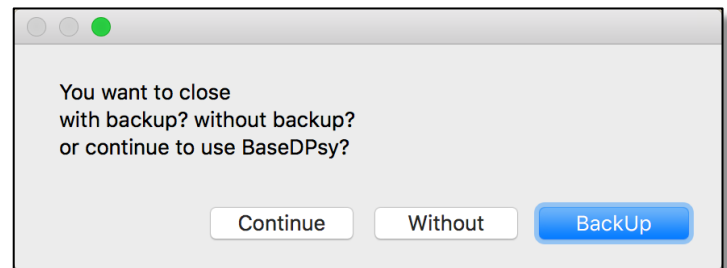 You want to close
with backup? without backup?
or continue to use BaseDPsy?
Continue Without BackUp